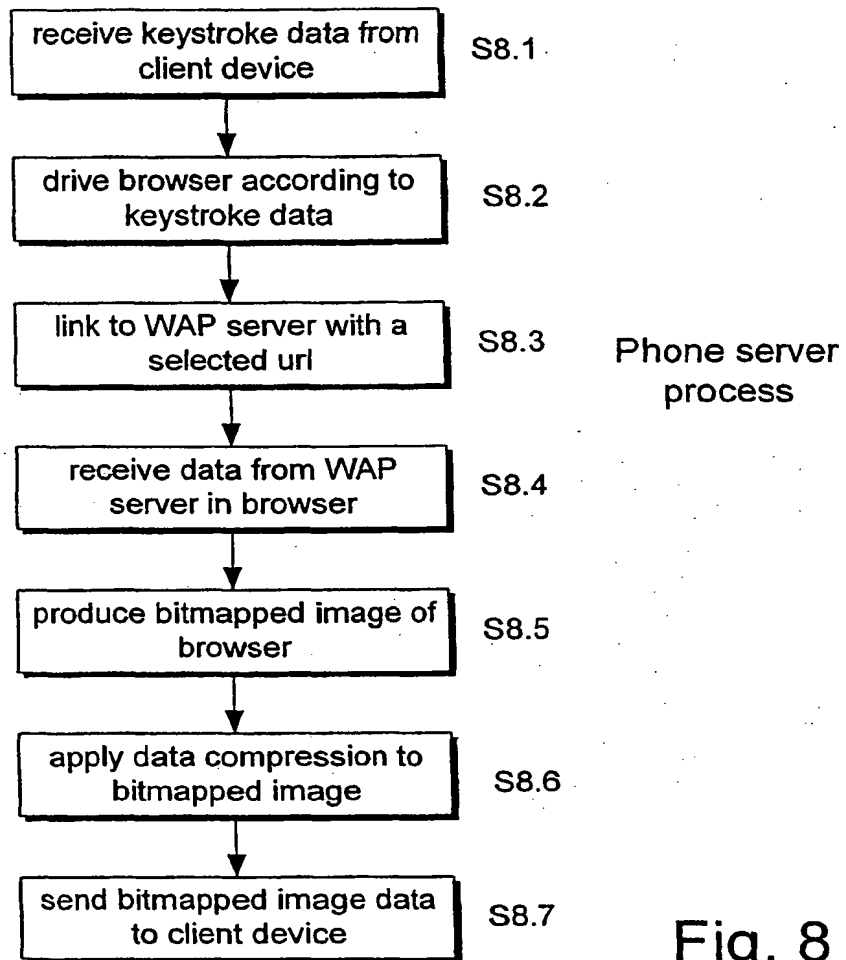 receive keystroke data from
client device
S8.1
drive browser according to
keystroke data
S8.2
link to WAP server with a
selected url
S8.3
Phone server
process
receive data from WAP
server in browser
S8.4
produce bitmapped image of
browser
S8.5
apply data compression to
bitmapped image
S8.6
send bitmapped image data
to client device
S8.7
Fig. 8